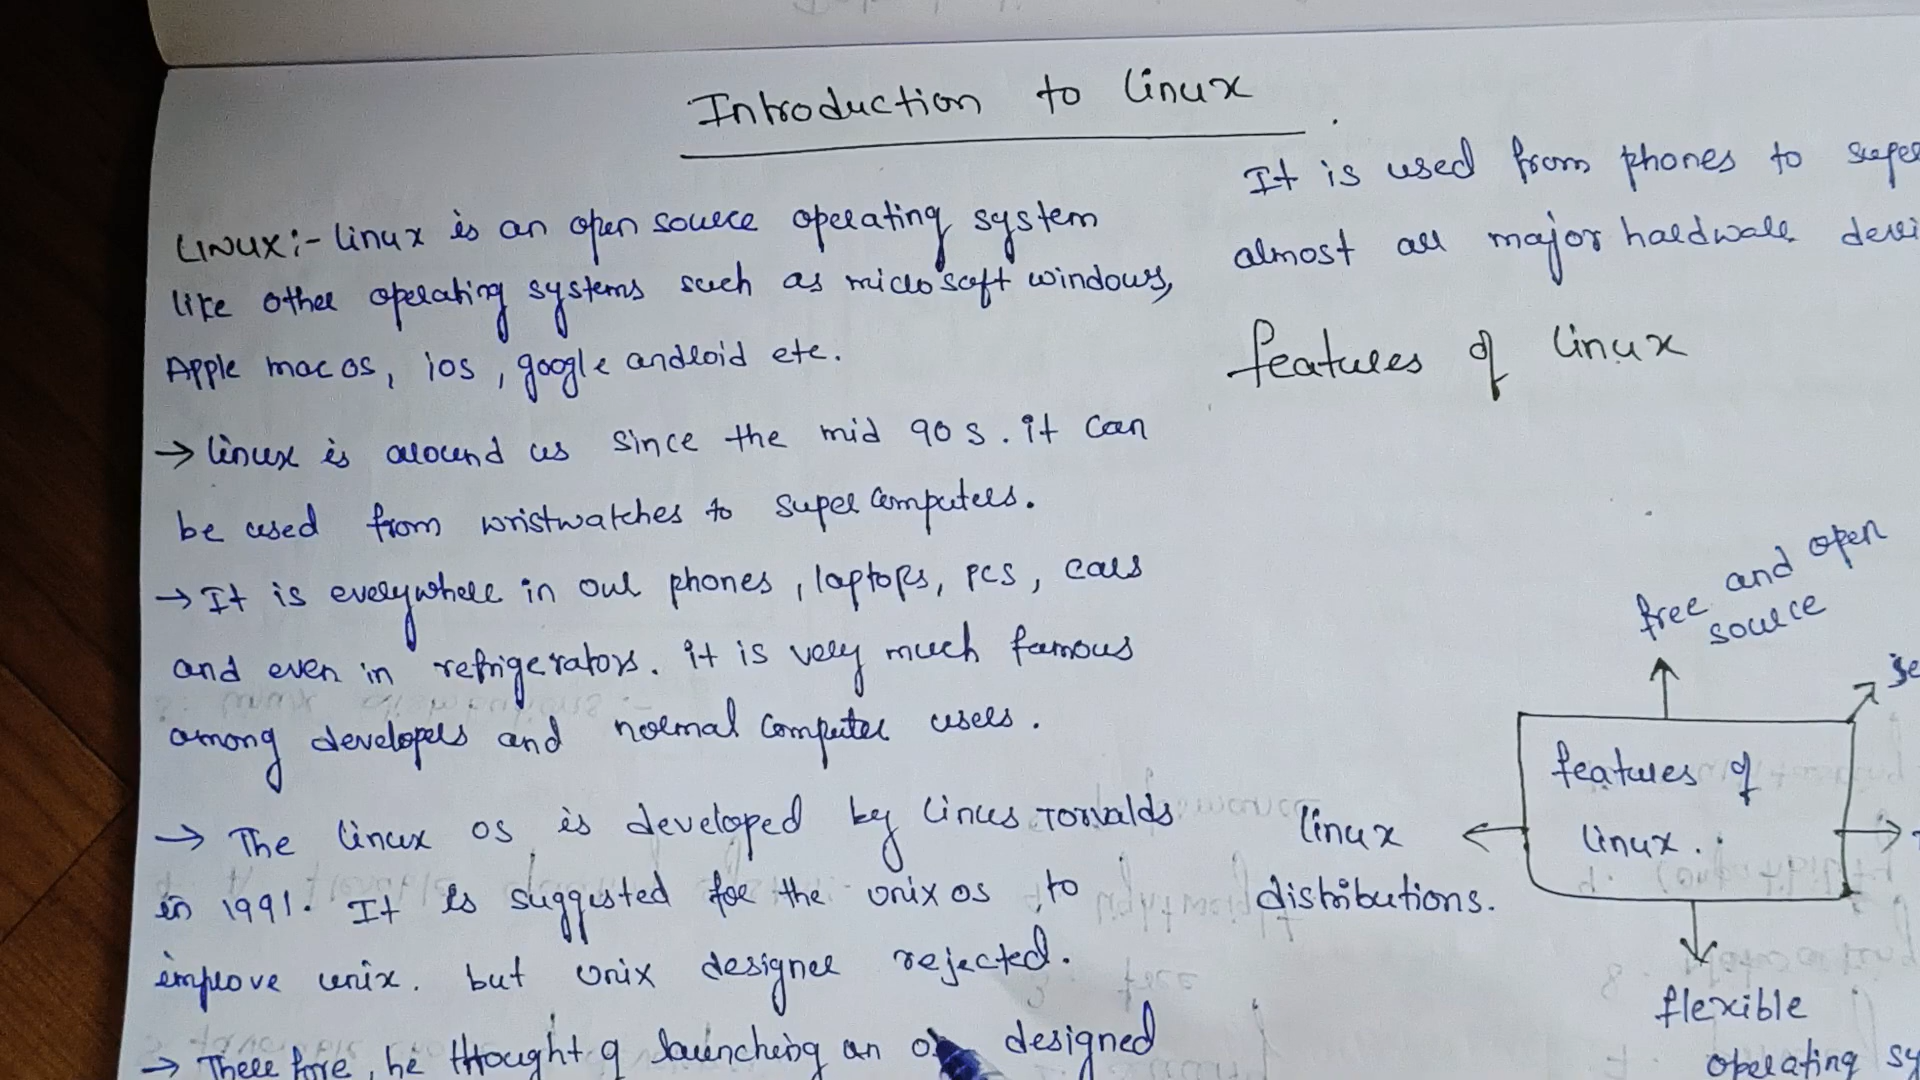 Introduction to linux
LINUX:- linux is an open source operating system
like other operating systems such as microsoft windows,
Apple mac os, ios, google android etc.
→ linux is around us since the mid 90s. it can
be used from wristwatches to super computers.
→ It is everywhere in our phones, laptops, pcs, cars
and even in refrigerators. it is very much famous
among developers and normal computer users.
→ The linux os is developed by linus Torvalds
in 1991. It is suggested for the unix os to
improve unix. but unix designer rejected.
→ There fore, he thought of launching an designed
It is used from phones to
almost all major hardware
features of linux
free and open
source
features of
linux.
linux
distributions.
flexible
operating